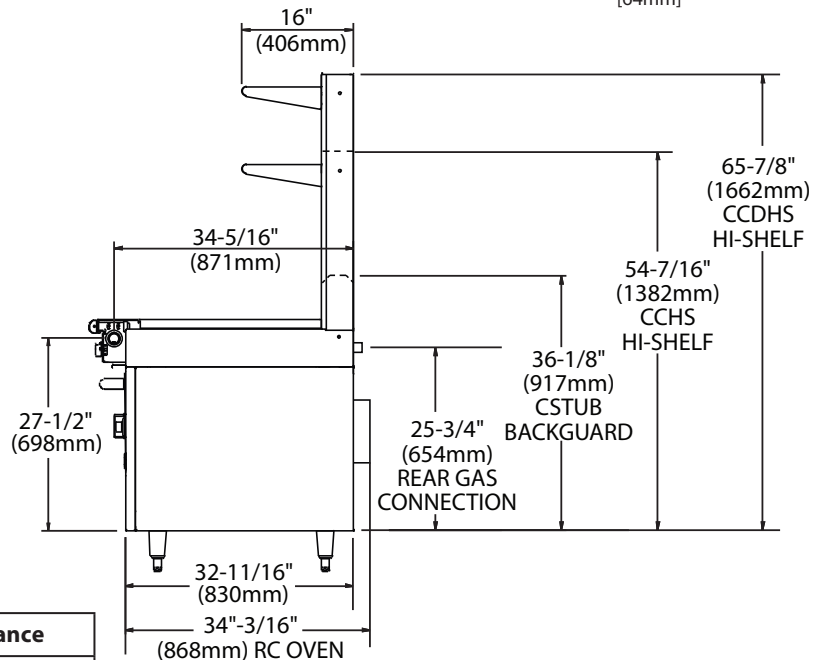 [64mm]
16"
(406mm)
65-7/8"
(1662mm)
CCDHS
HI-SHELF
34-5/16"
(871mm)
54-7/16"
(1382mm)
CCHS
HI-SHELF
36-1/8"
(917mm)
CSTUB
BACKGUARD
27-1/2"
(698mm)
25-3/4"
(654mm)
REAR GAS
CONNECTION
32-11/16"
(830mm)
34"-3/16"
(868mm) RC OVEN